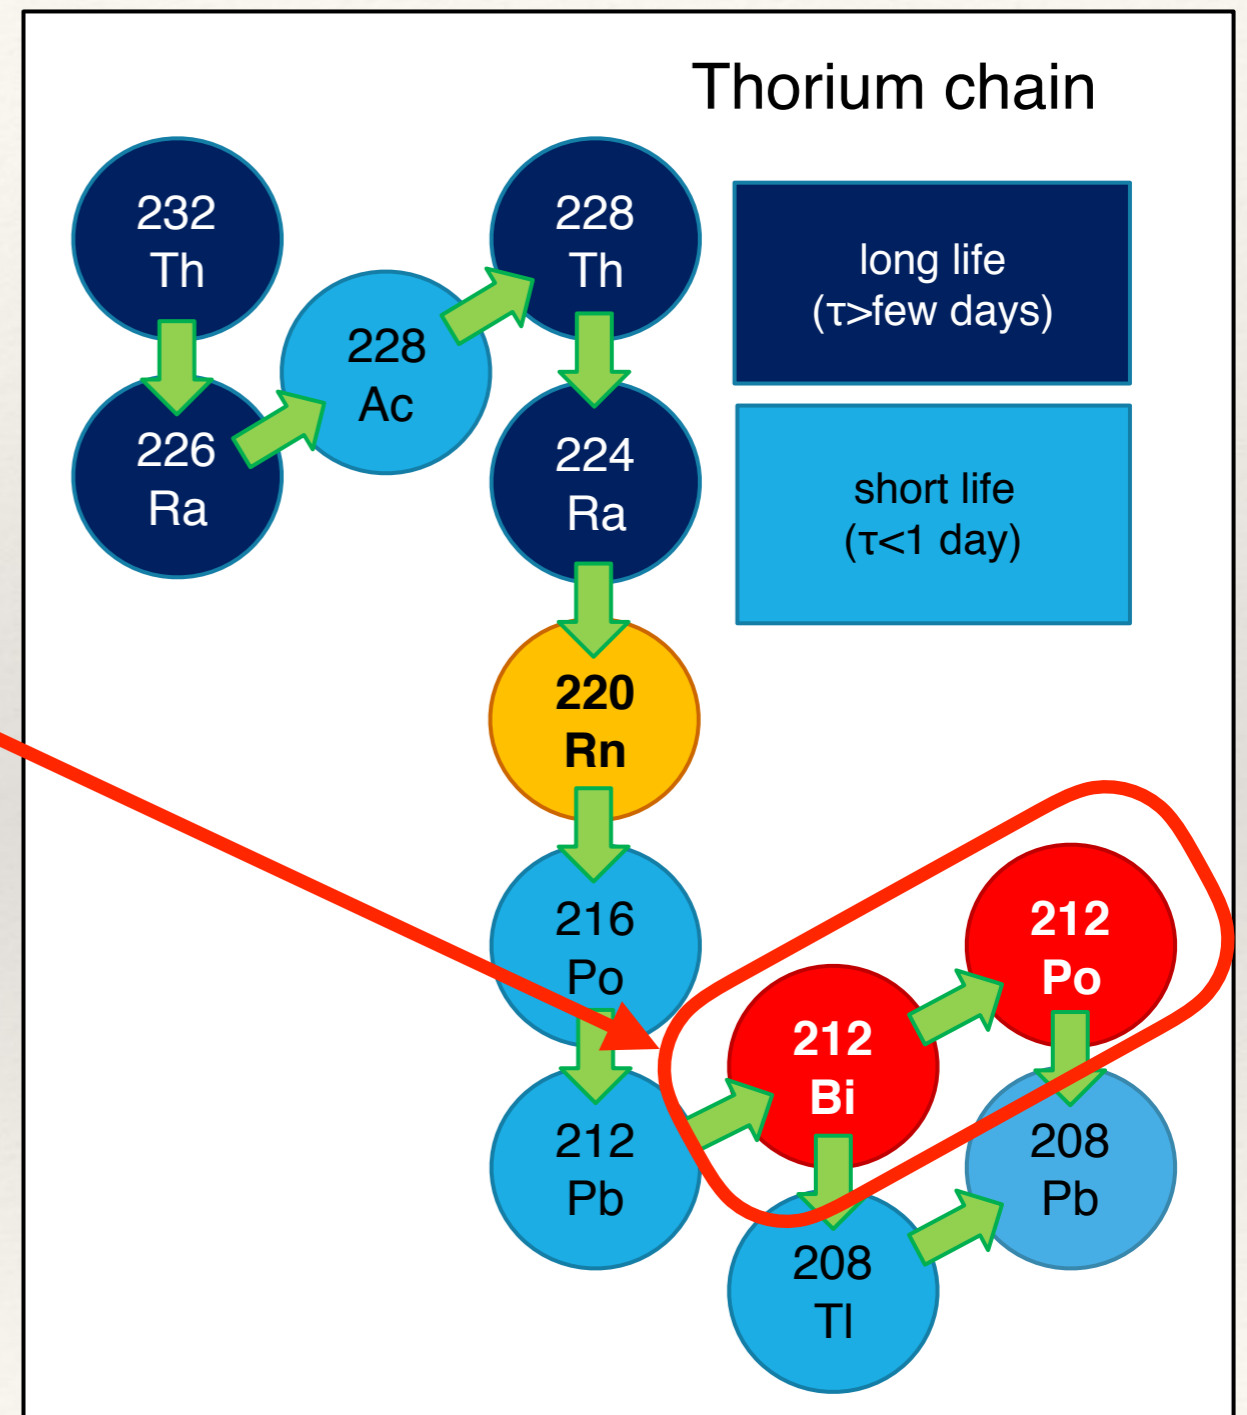 Thorium chain
232
Th
228
Th
long life
(τ>few days)
228
Ac
226
Ra
224
Ra
short life
(τ<1 day)
220
Rn
216
Po
212
Po
212
Bi
212
Pb
208
Pb
208
Tl